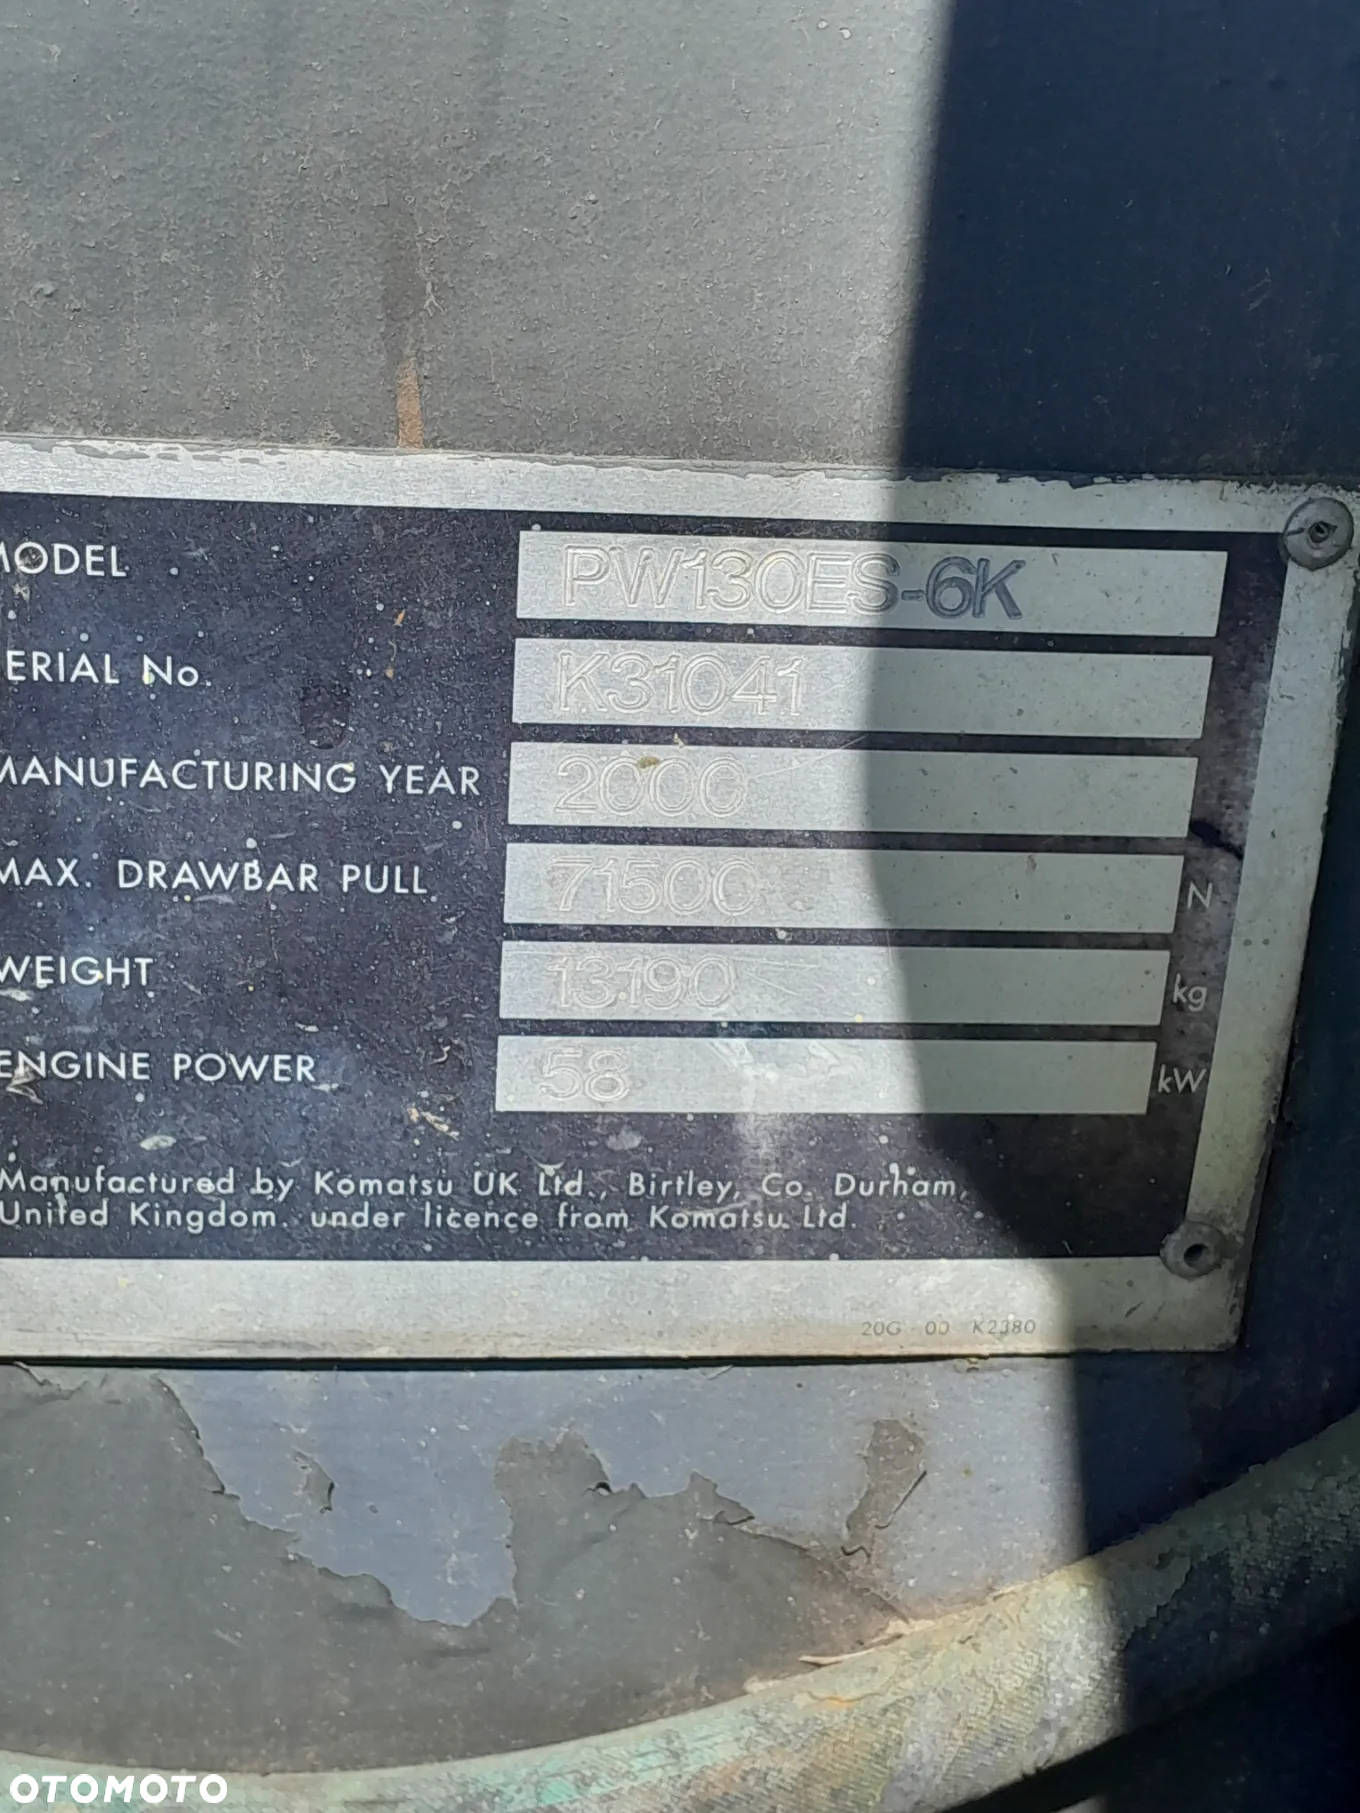 MODEL PW130ES-6K
ERIAL No. K31041
MANUFACTURING YEAR 2000
MAX. DRAWBAR PULL 71500 N
WEIGHT 13190 kg
ENGINE POWER 58 kW
Manufactured by Komatsu UK Ltd., Birtley, Co. Durham,
United Kingdom. under licence from Komatsu Ltd.
20G 00 K2380
OTOMOTO